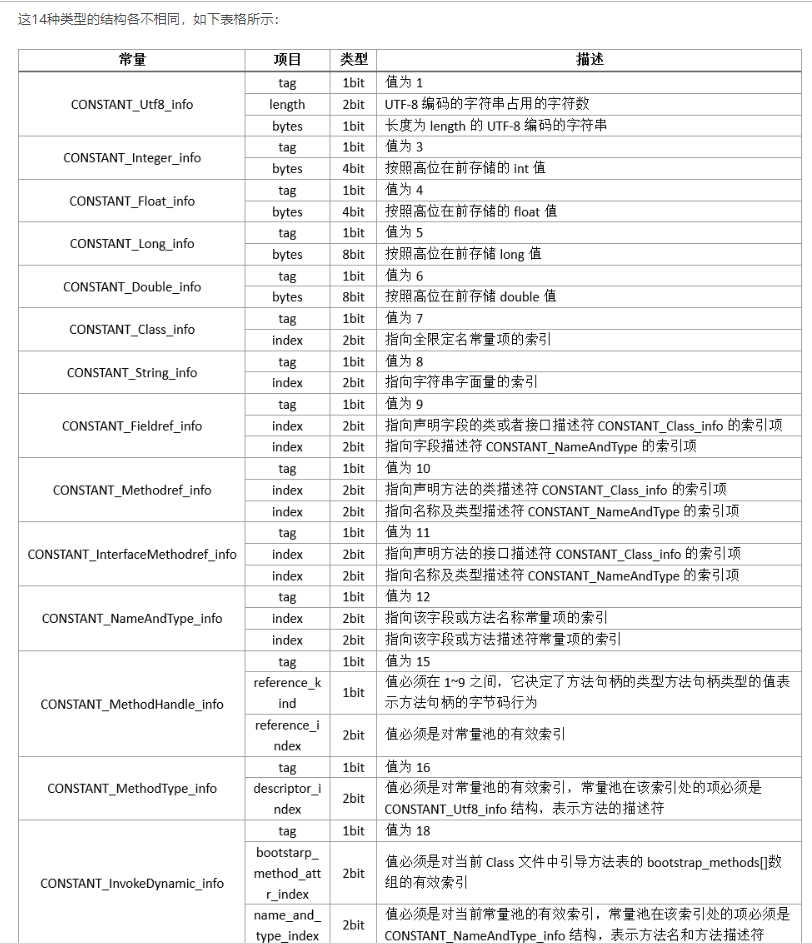 这14种类型的结构各不相同，如下表格所示：
常量 项目 类型 描述
CONSTANT_Utf8_info
tag 1bit 值为 1
length 2bit UTF-8 编码的字符串占用的字符数
bytes 1bit 长度为 length 的 UTF-8 编码的字符串
CONSTANT_Integer_info
tag 1bit 值为 3
bytes 4bit 按照高位在前存储的 int 值
CONSTANT_Float_info
tag 1bit 值为 4
bytes 4bit 按照高位在前存储的 float 值
CONSTANT_Long_info
tag 1bit 值为 5
bytes 8bit 按照高位在前存储 long 值
CONSTANT_Double_info
tag 1bit 值为 6
bytes 8bit 按照高位在前存储 double 值
CONSTANT_Class_info
tag 1bit 值为 7
index 2bit 指向全限定名常量项的索引
CONSTANT_String_info
tag 1bit 值为 8
index 2bit 指向字符串字面量的索引
CONSTANT_Fieldref_info
tag 1bit 值为 9
index 2bit 指向声明字段的类或者接口描述符 CONSTANT_Class_info 的索引项
index 2bit 指向字段描述符 CONSTANT_NameAndType 的索引项
CONSTANT_Methodref_info
tag 1bit 值为 10
index 2bit 指向声明方法的类描述符 CONSTANT_Class_info 的索引项
index 2bit 指向名称及类型描述符 CONSTANT_NameAndType 的索引项
CONSTANT_InterfaceMethodref_info
tag 1bit 值为 11
index 2bit 指向声明方法的接口描述符 CONSTANT_Class_info 的索引项
index 2bit 指向名称及类型描述符 CONSTANT_NameAndType 的索引项
CONSTANT_NameAndType_info
tag 1bit 值为 12
index 2bit 指向该字段或方法名称常量项的索引
index 2bit 指向该字段或方法描述符常量项的索引
CONSTANT_MethodHandle_info
tag 1bit 值为 15
reference_k
ind
1bit
值必须在 1~9 之间，它决定了方法句柄的类型方法句柄类型的值表
示方法句柄的字节码行为
reference_i
ndex
2bit
值必须是对常量池的有效索引
CONSTANT_MethodType_info
tag 1bit 值为 16
descriptor_i
ndex
2bit
值必须是对常量池的有效索引，常量池在该索引处的项必须是
CONSTANT_Utf8_info 结构，表示方法的描述符
CONSTANT_InvokeDynamic_info
tag 1bit 值为 18
bootstarp_
method_att
r_index
2bit
值必须是对当前 Class 文件中引导方法表的 bootstrap_methods[]数
组的有效索引
name_and_
type_index
2bit
值必须是对当前常量池的有效索引，常量池在该索引处的项必须是
CONSTANT_NameAndType_info 结构，表示方法名和方法描述符